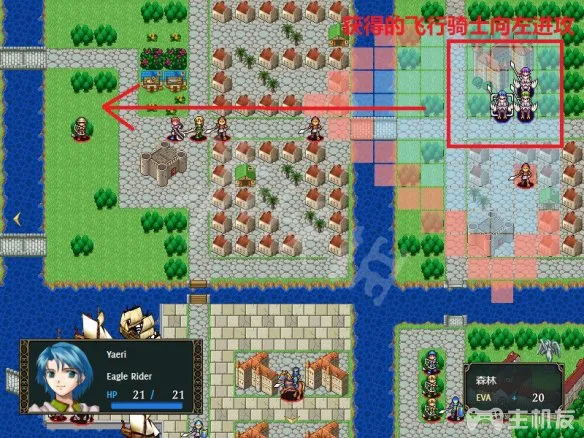 获得的飞行骑士向左进攻
Yaeri
Eagle Rider
HP 21 / 21
森林
EVA + 20
主机友